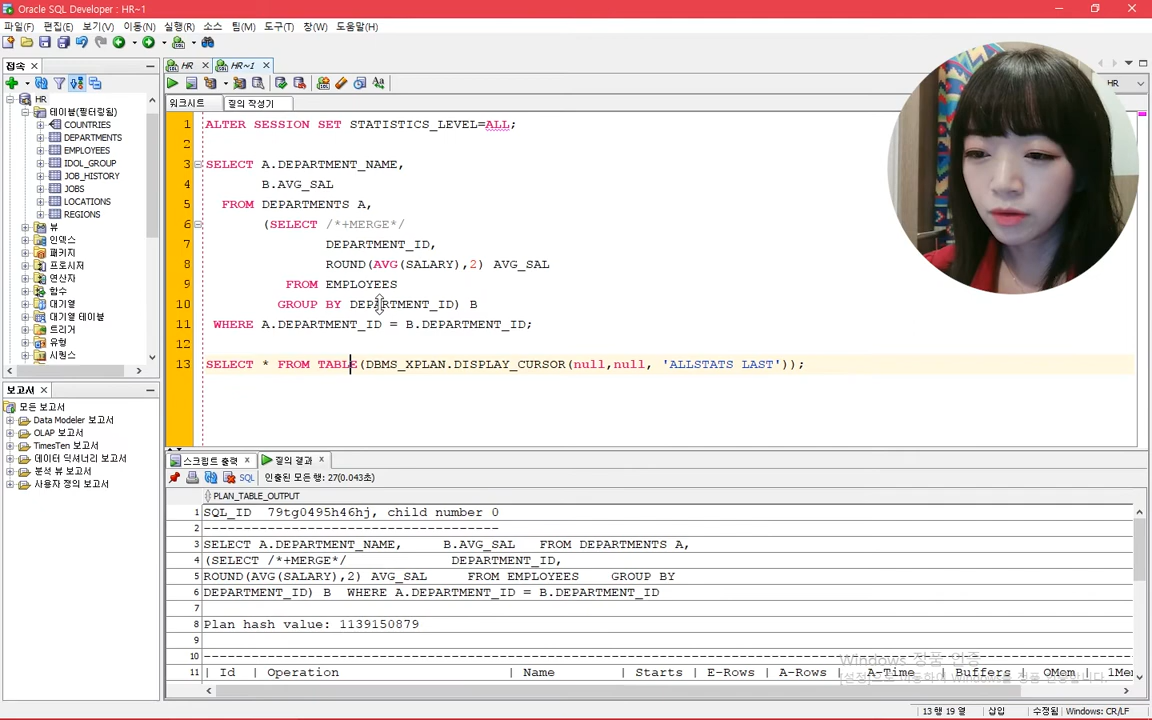 Oracle SQL Developer : HR~1
파일(F) 편집(E) 보기(V) 이동(N) 실행(R) 소스 팀(M) 도구(T) 창(W) 도움말(H)
접속
HR
HR~1
HR
워크시트 질의 작성기
HR
테이블(필터링됨)
COUNTRIES
DEPARTMENTS
EMPLOYEES
IDOL_GROUP
JOB_HISTORY
JOBS
LOCATIONS
REGIONS
뷰
인덱스
패키지
프로시저
연산자
함수
대기열
대기열 테이블
트리거
유형
시퀀스
1 ALTER SESSION SET STATISTICS_LEVEL=ALL;
2
3 SELECT A.DEPARTMENT_NAME,
4 B.AVG_SAL
5 FROM DEPARTMENTS A,
6 (SELECT /*+MERGE*/
7 DEPARTMENT_ID,
8 ROUND(AVG(SALARY),2) AVG_SAL
9 FROM EMPLOYEES
10 GROUP BY DEPARTMENT_ID) B
11 WHERE A.DEPARTMENT_ID = B.DEPARTMENT_ID;
12
13 SELECT * FROM TABLE(DBMS_XPLAN.DISPLAY_CURSOR(null,null, 'ALLSTATS LAST'));
보고서
모든 보고서
Data Modeler 보고서
OLAP 보고서
TimesTen 보고서
데이터 딕셔너리 보고서
분석 뷰 보고서
사용자 정의 보고서
스크립트 출력 질의 결과
SQL 인출된 모든 행: 27(0.043초)
PLAN_TABLE_OUTPUT
1 SQL_ID 79tg0495h46hj, child number 0
2 -------------------------------------
3 SELECT A.DEPARTMENT_NAME, B.AVG_SAL FROM DEPARTMENTS A,
4 (SELECT /*+MERGE*/ DEPARTMENT_ID,
5 ROUND(AVG(SALARY),2) AVG_SAL FROM EMPLOYEES GROUP BY
6 DEPARTMENT_ID) B WHERE A.DEPARTMENT_ID = B.DEPARTMENT_ID
7
8 Plan hash value: 1139150879
9
10
11 | Id | Operation | Name | Starts | E-Rows | A-Rows | A-Time | Buffers | OMem | 1Me
Windows 정품 인증
13 행 19 열 삽입 수정됨 Windows: CR/LF